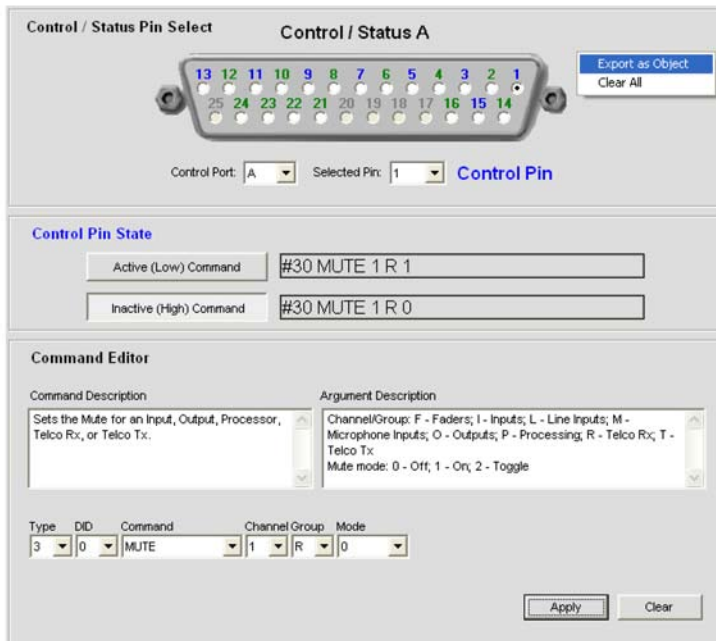 Control / Status Pin Select
Control / Status A
Export as Object
Clear All
13 12 11 10 9 8 7 6 5 4 3 2 1
25 24 23 22 21 20 19 18 17 16 15 14
Control Port: A Selected Pin: 1 Control Pin
Control Pin State
Active (Low) Command #30 MUTE 1 R 1
Inactive (High) Command #30 MUTE 1 R 0
Command Editor
Command Description
Sets the Mute for an Input, Output, Processor,
Telco Rx, or Telco Tx.
Argument Description
Channel/Group: F - Faders; I - Inputs; L - Line Inputs; M -
Microphone Inputs; O - Outputs; P - Processing; R - Telco Rx; T -
Telco Tx
Mute mode: 0 - Off; 1 - On; 2 - Toggle
Type DID Command Channel Group Mode
3 0 MUTE 1 R 0
Apply Clear